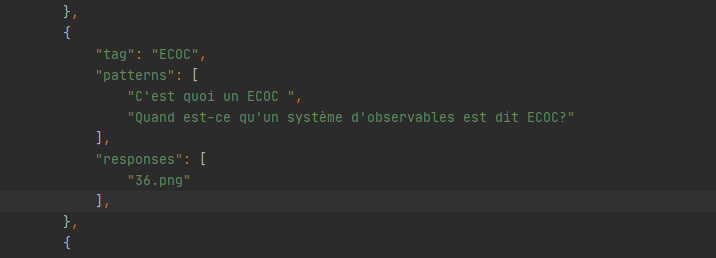 },
{
"tag": "ECOC",
"patterns": [
"C'est quoi un ECOC ",
"Quand est-ce qu'un système d'observables est dit ECOC?"
],
"responses": [
"36.png"
],
},
{